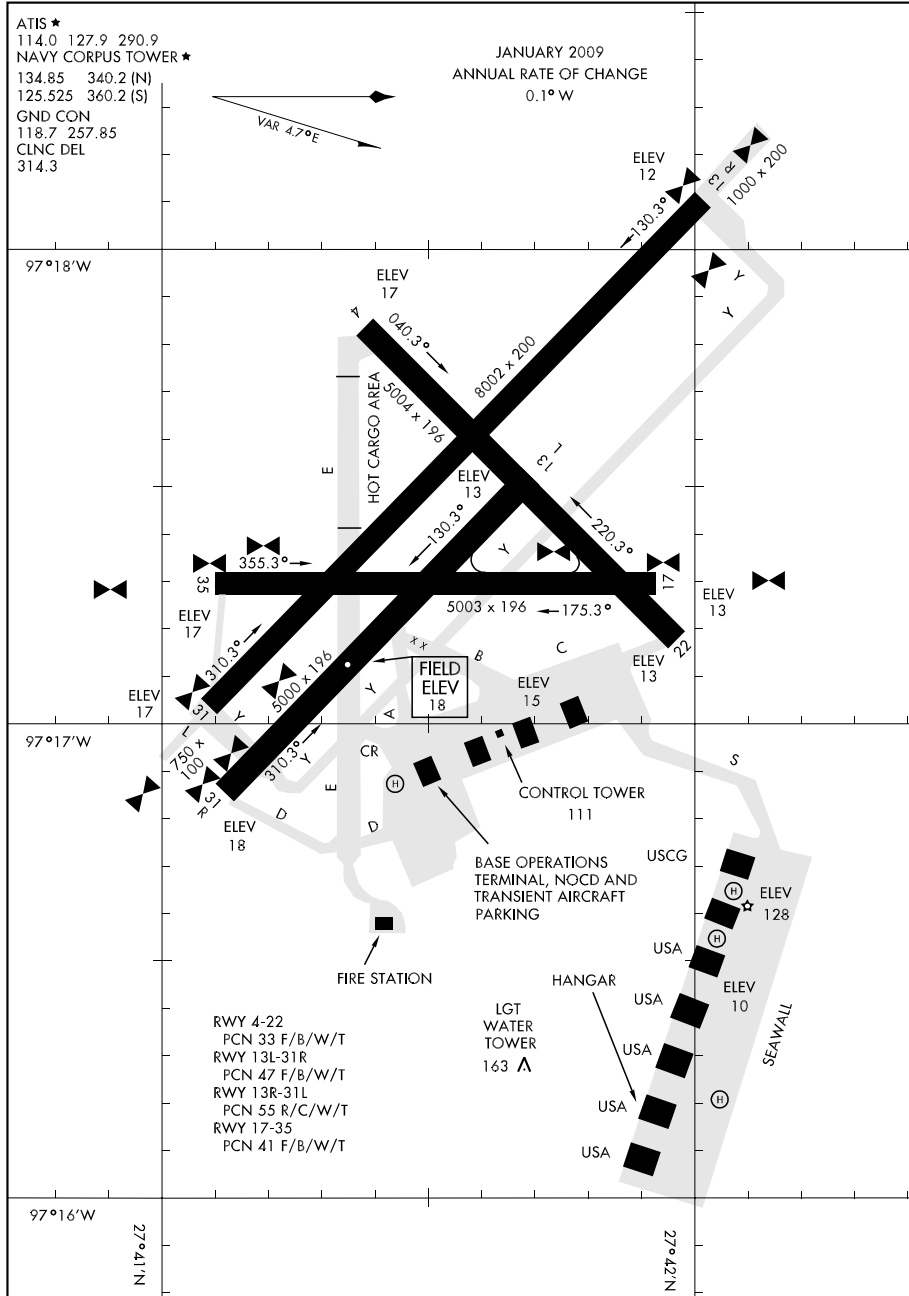 ATIS ★
114.0 127.9 290.9
NAVY CORPUS TOWER ★
134.85 340.2 (N)
125.525 360.2 (S)
GND CON
118.7 257.85
CLNC DEL
314.3
JANUARY 2009
ANNUAL RATE OF CHANGE
0.1° W
VAR 4.7°E
ELEV
12
13
R
1000 x 200
130.3°
97°18'W
ELEV
17
4
040.3°
8002 x 200
Y
Y
5004 x 196
HOT CARGO AREA
E
L
13
ELEV
13
130.3°
220.3°
Y
35
355.3°
17
5003 x 196
175.3°
ELEV
13
ELEV
17
310.3°
x x
B
C
22
ELEV
13
5000 x 196
FIELD
ELEV
18
ELEV
15
Y
A
ELEV
17
31
L
Y
97°17'W
750 x
100
310.3°
Y
CR
E
H
S
31
R
D
D
ELEV
18
CONTROL TOWER
111
BASE OPERATIONS
TERMINAL, NOCD AND
TRANSIENT AIRCRAFT
PARKING
USCG
H
ELEV
128
H
USA
FIRE STATION
HANGAR
ELEV
10
USA
SEAWALL
LGT
WATER
TOWER
163
USA
H
USA
USA
RWY 4-22
PCN 33 F/B/W/T
RWY 13L-31R
PCN 47 F/B/W/T
RWY 13R-31L
PCN 55 R/C/W/T
RWY 17-35
PCN 41 F/B/W/T
97°16'W
27°41'N
27°42'N